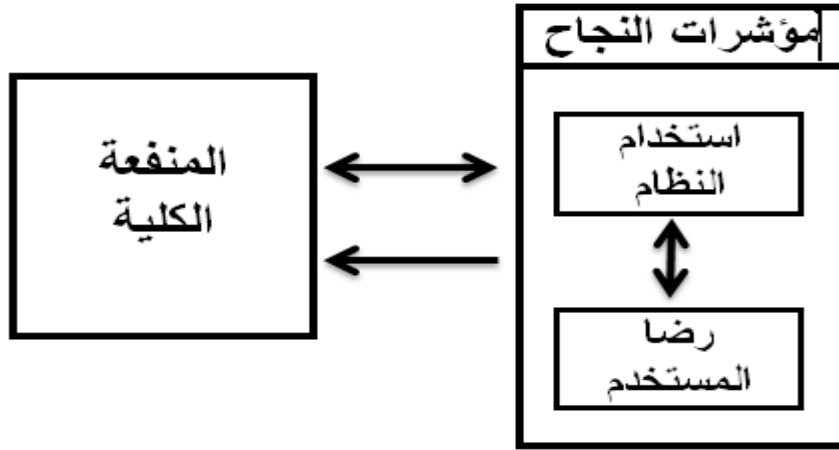 مؤشرات النجاح
استخدام
النظام
رضا
المستخدم
المنفعة
الكلية